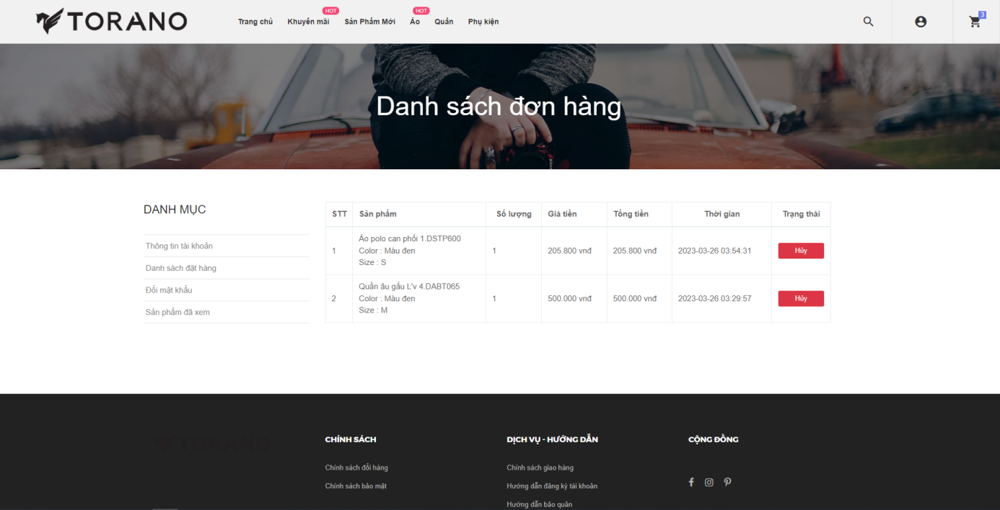 TORANO
Trang chủ
Khuyến mãi
HOT
Sản Phẩm Mới
Áo
HOT
Quần
Phụ kiện
3
Danh sách đơn hàng
DANH MỤC
Thông tin tài khoản
Danh sách đặt hàng
Đổi mật khẩu
Sản phẩm đã xem
STT Sản phẩm Số lượng Giá tiền Tổng tiền Thời gian Trạng thái
1 Áo polo can phối 1.DSTP600 1 205.800 vnđ 205.800 vnđ 2023-03-26 03:54:31 Hủy
Color : Màu đen
Size : S
2 Quần âu gấu L'v 4.DABT065 1 500.000 vnđ 500.000 vnđ 2023-03-26 03:29:57 Hủy
Color : Màu đen
Size : M
TORANO
CHÍNH SÁCH
Chính sách đổi hàng
Chính sách bảo mật
DỊCH VỤ - HƯỚNG DẪN
Chính sách giao hàng
Hướng dẫn đăng ký tài khoản
Hướng dẫn bảo quản
CỘNG ĐỒNG